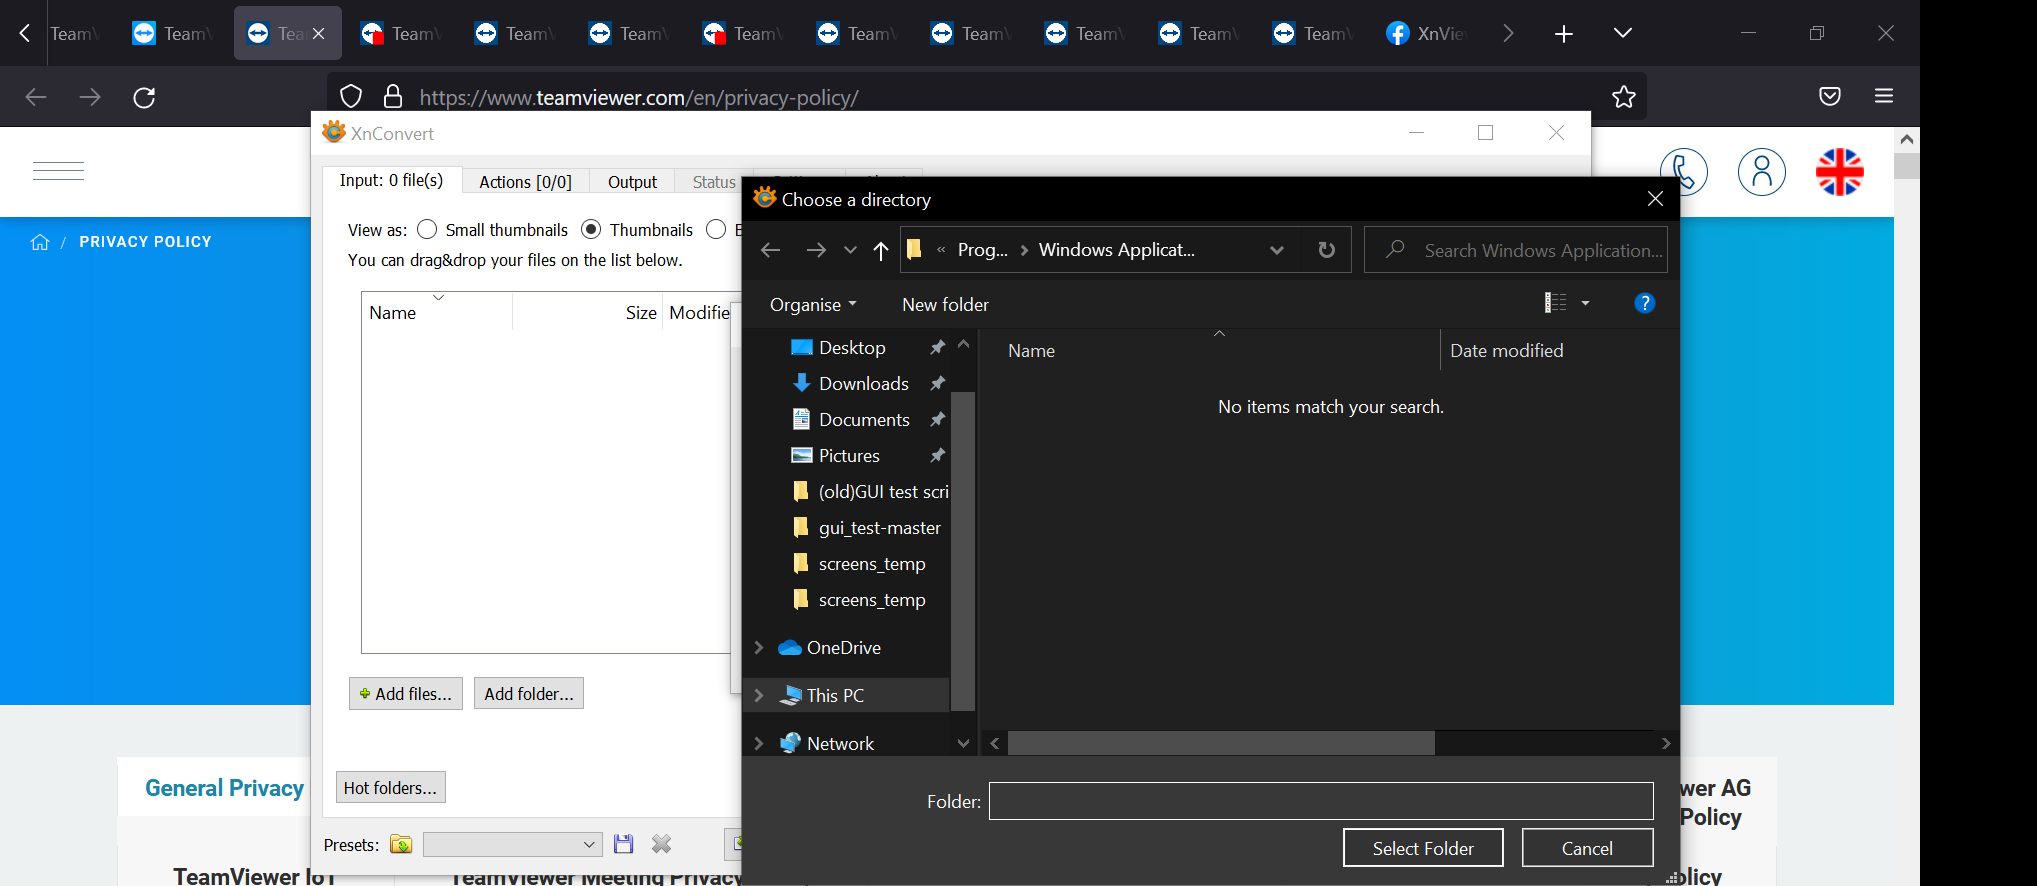 Team
Team
Tea
Team
Team
Team
Team
Team
Team
Team
Team
Team
XnVie
https://www.teamviewer.com/en/privacy-policy/
XnConvert
Input: 0 file(s)
Actions [0/0]
Output
Status
Choose a directory
PRIVACY POLICY
View as:
Small thumbnails
Thumbnails
You can drag&drop your files on the list below.
« Prog...
Windows Applicat...
Search Windows Application...
Organise
New folder
Name
Size
Modifie
Desktop
Downloads
Documents
Pictures
(old)GUI test scri
gui_test-master
screens_temp
screens_temp
OneDrive
This PC
Network
Name
Date modified
No items match your search.
Add files...
Add folder...
Hot folders...
Presets:
Folder:
Select Folder
Cancel
General Privacy
wer AG
Policy
TeamViewer IoT
TeamViewer Meeting Privacy
olicy